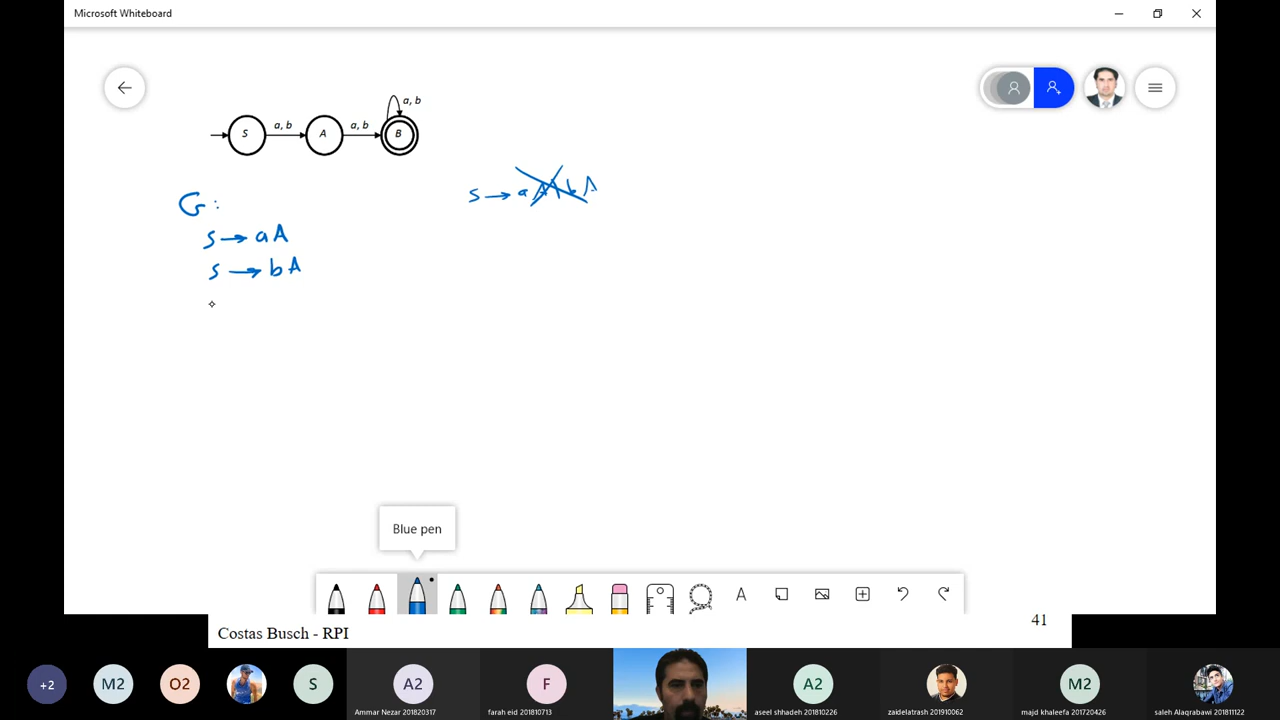 Microsoft Whiteboard
a, b
S a, b A a, b B
G:
S → aA
S → bA
S → a
Blue pen
A
41
Costas Busch - RPI
+2 M2 O2 S A2 F A2 M2
Ammar Nezar 201820317 farah eid 201810713 aseel shhadeh 201810226 zaidelatrash 201910062 majd khaleefa 201720426 saleh Alaqrabawi 201811122